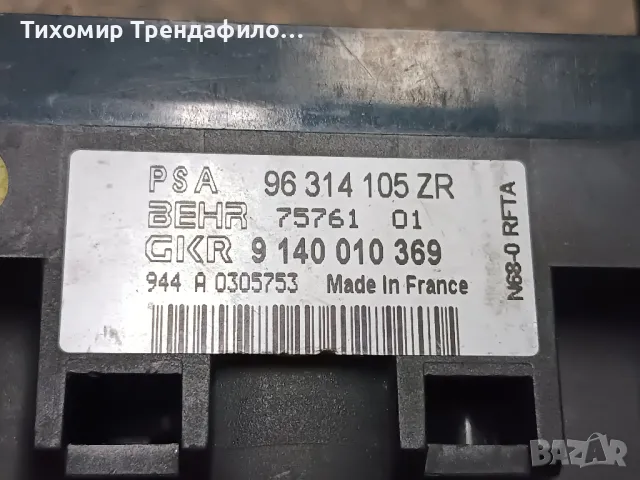 Тихомир Трендафило...
PSA 96 314 105 ZR
BEHR 75761 01
GKR 9 140 010 369
944 A 0305753 Made In France
N68-0 RFTA
BAZAR